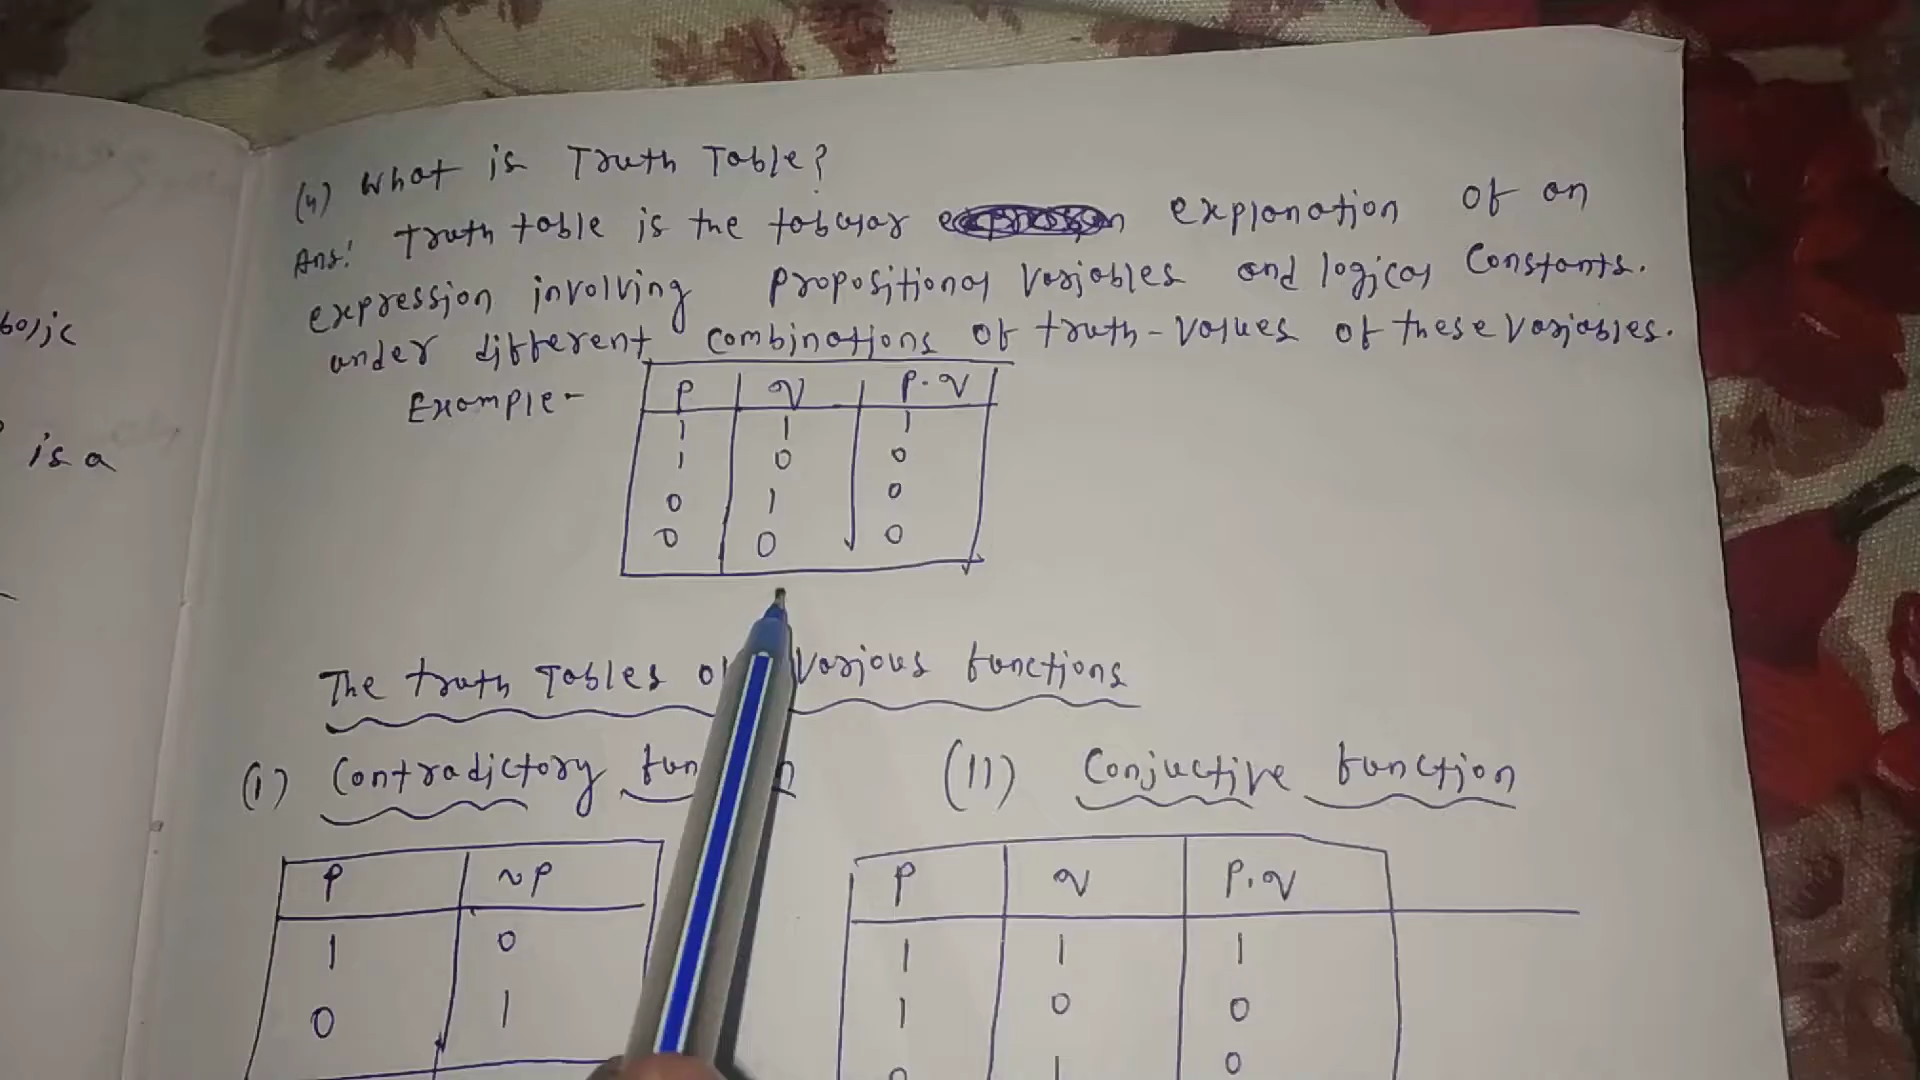 (4) What is Truth Table?
Ans: Truth table is the tabular explanation of an
expression involving propositional variables and logical constants.
under different combinations of truth-values of these variables.
Example-
p q p.q
1 1 1
1 0 0
0 1 0
0 0 0
The truth Tables Various functions
(i) Contradictory
(II) Conjuctive function
p ~p
1 0
0 1
p q p.q
1 1 1
1 0 0
0 1 0
bolic
is a